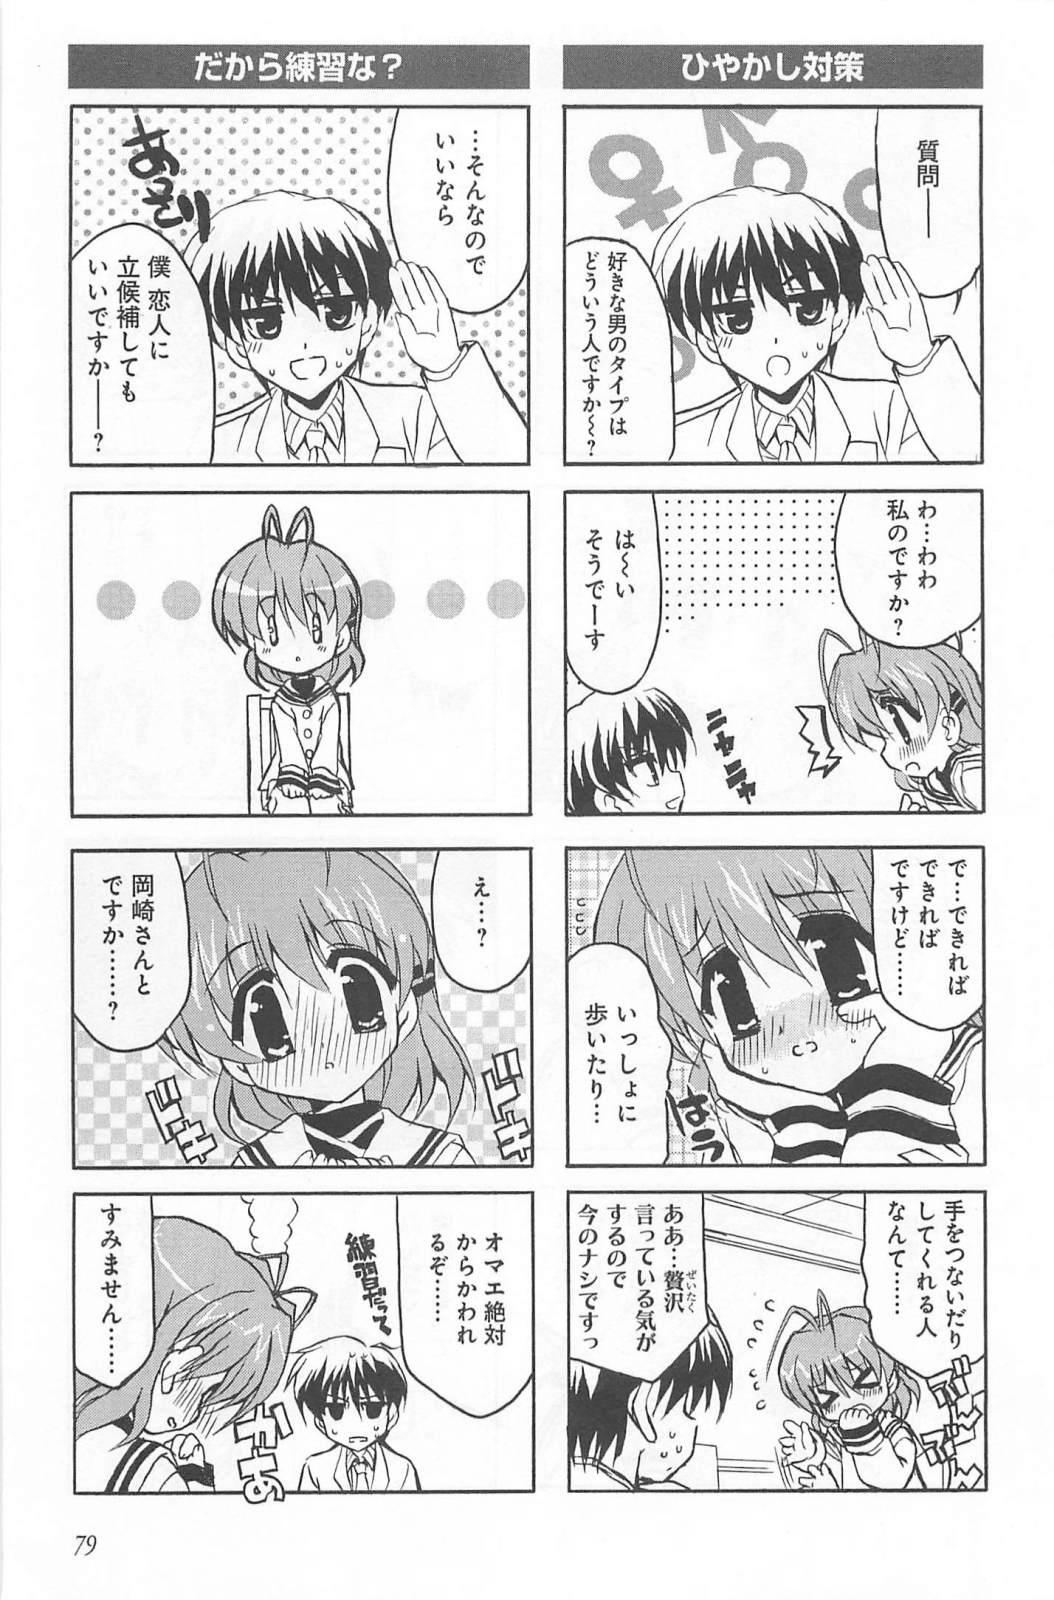 ひやかし対策
質問――
好きな男のタイプは
どういう人ですか～?
わ…わわ
私のですか?
は～い
そうでーす
ニャニャ
で…できれば
できれば
ですけど……
いっしょに
歩いたり…
はうっ
手をつないだり
してくれる人
なんて……
ああ…贅沢
ぜいたく
言っている気が
するので
今のナシですっ
だから練習な?
…そんなので
いいなら
あっさり
僕 恋人に
立候補しても
いいですか――?
え…?
岡崎さんと
ですか……?
ドキ
ドキ
オマエ絶対
からかわれ
るぞ……
練習だって
すみません……
かああ
79